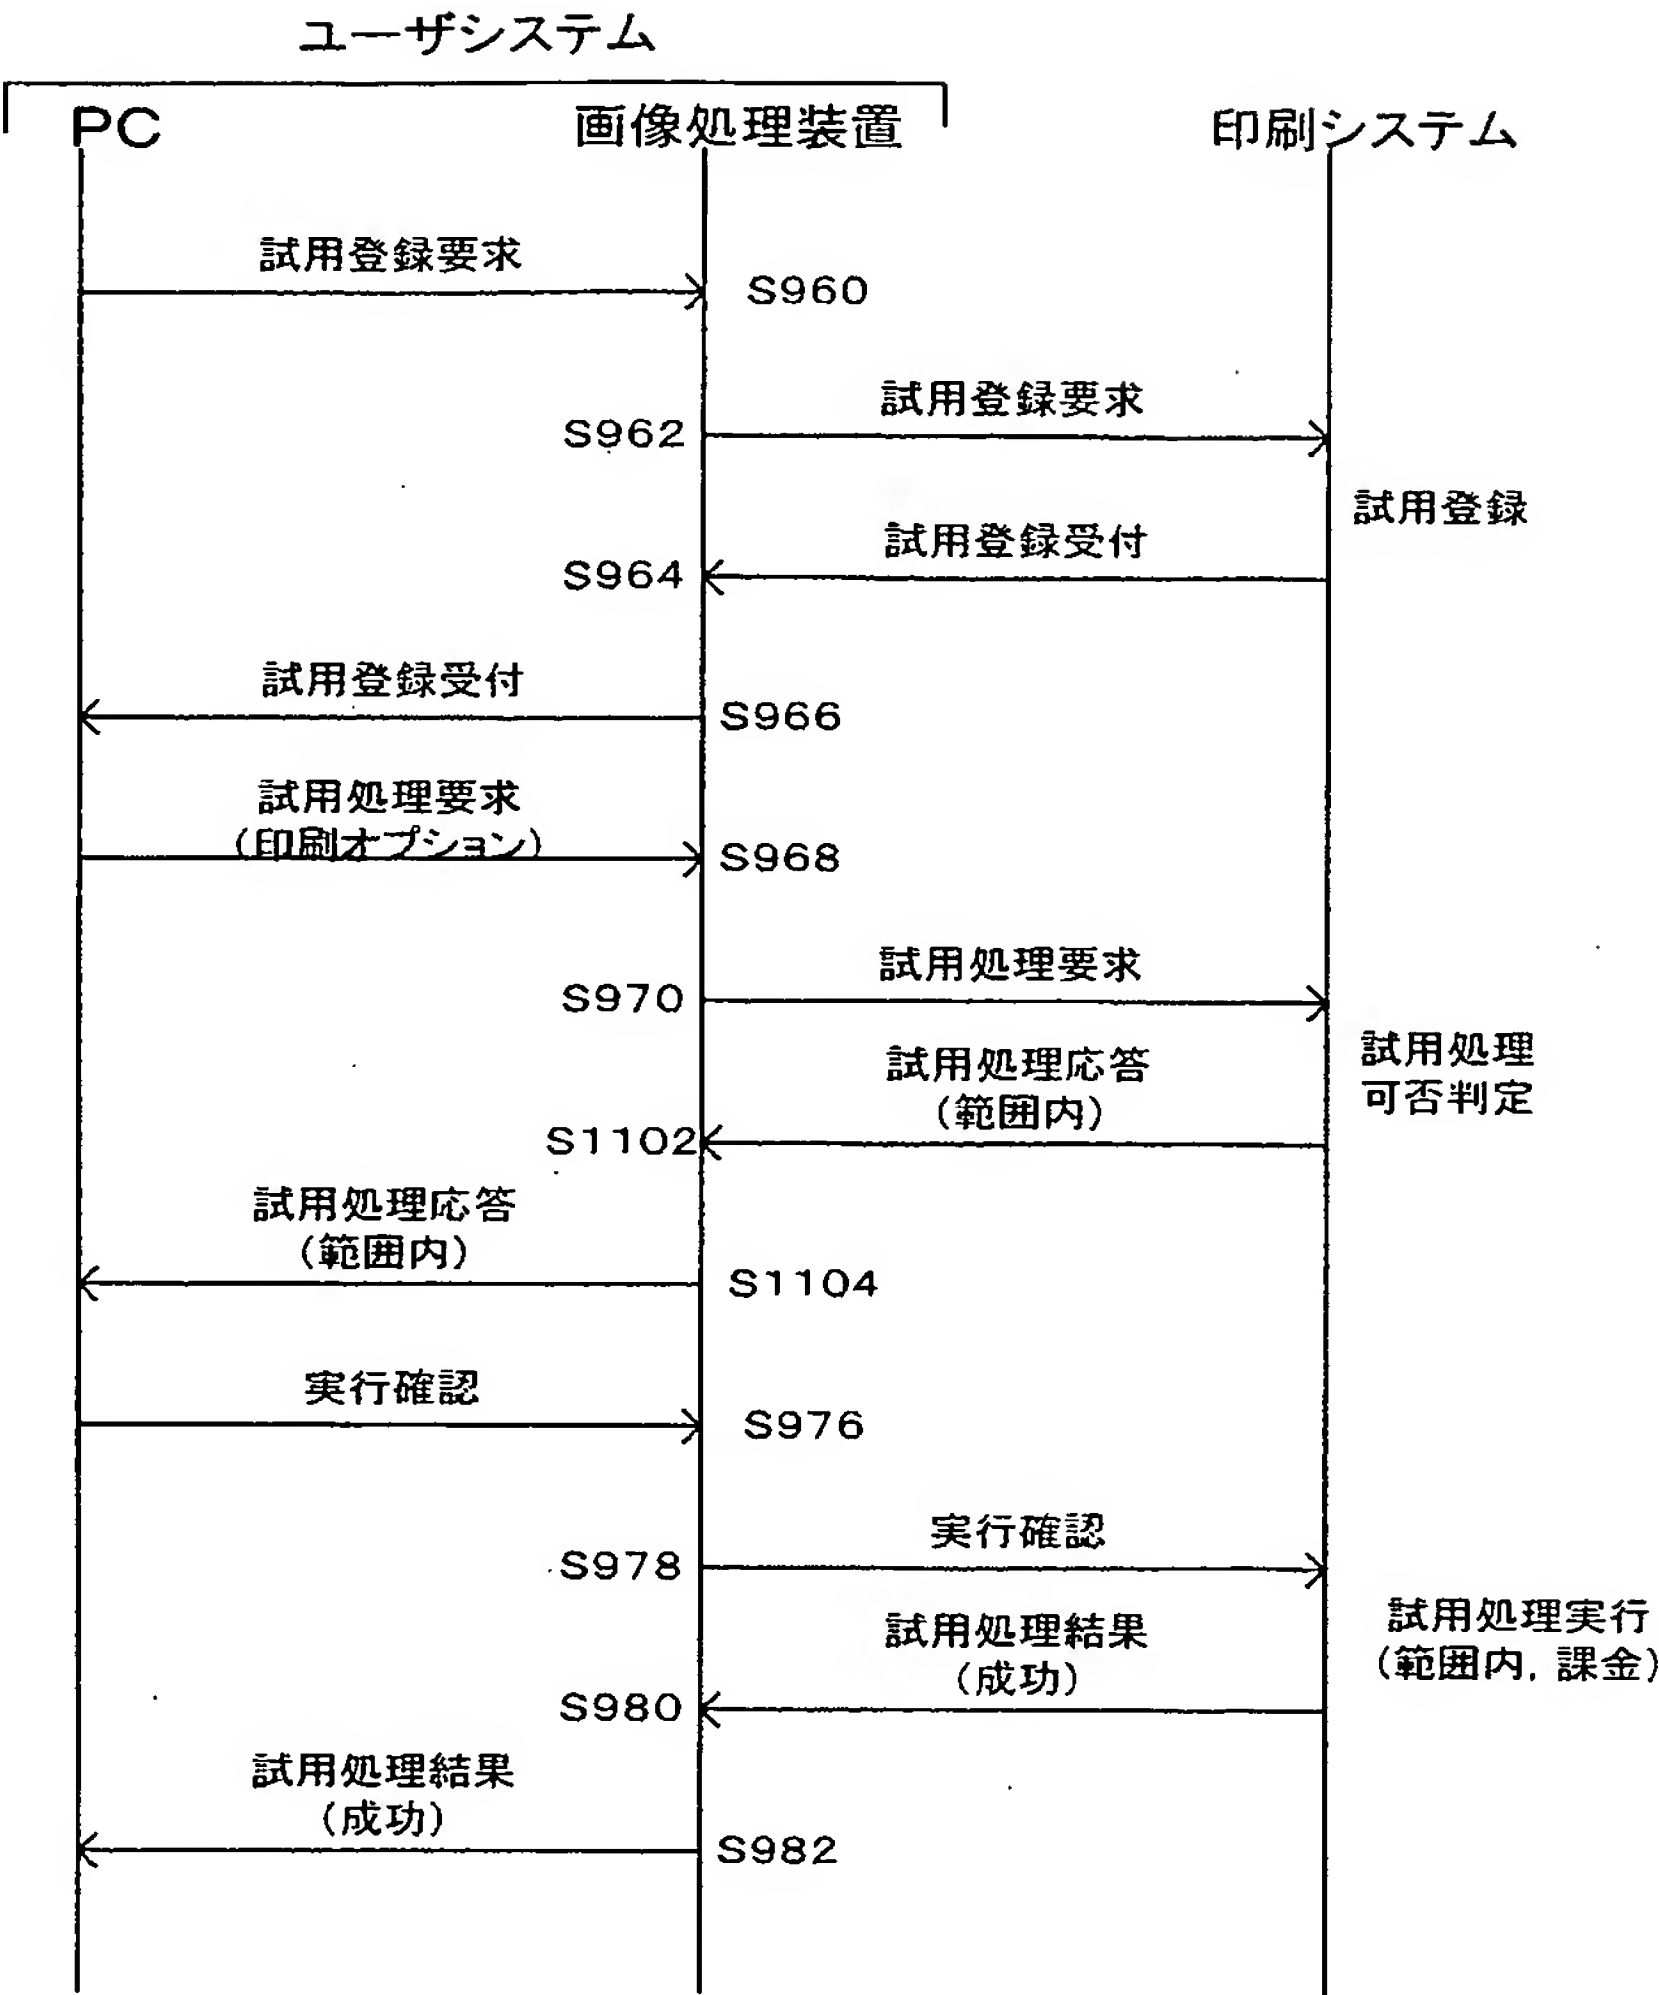 ユーザシステム
PC
画像処理装置
印刷システム
試用登録要求
S960
試用登録要求
S962
試用登録
試用登録受付
S964
試用登録受付
S966
試用処理要求
(印刷オプション)
S968
試用処理要求
S970
試用処理
可否判定
試用処理応答
(範囲内)
S1102
試用処理応答
(範囲内)
S1104
実行確認
S976
実行確認
S978
試用処理実行
(範囲内, 課金)
試用処理結果
(成功)
S980
試用処理結果
(成功)
S982